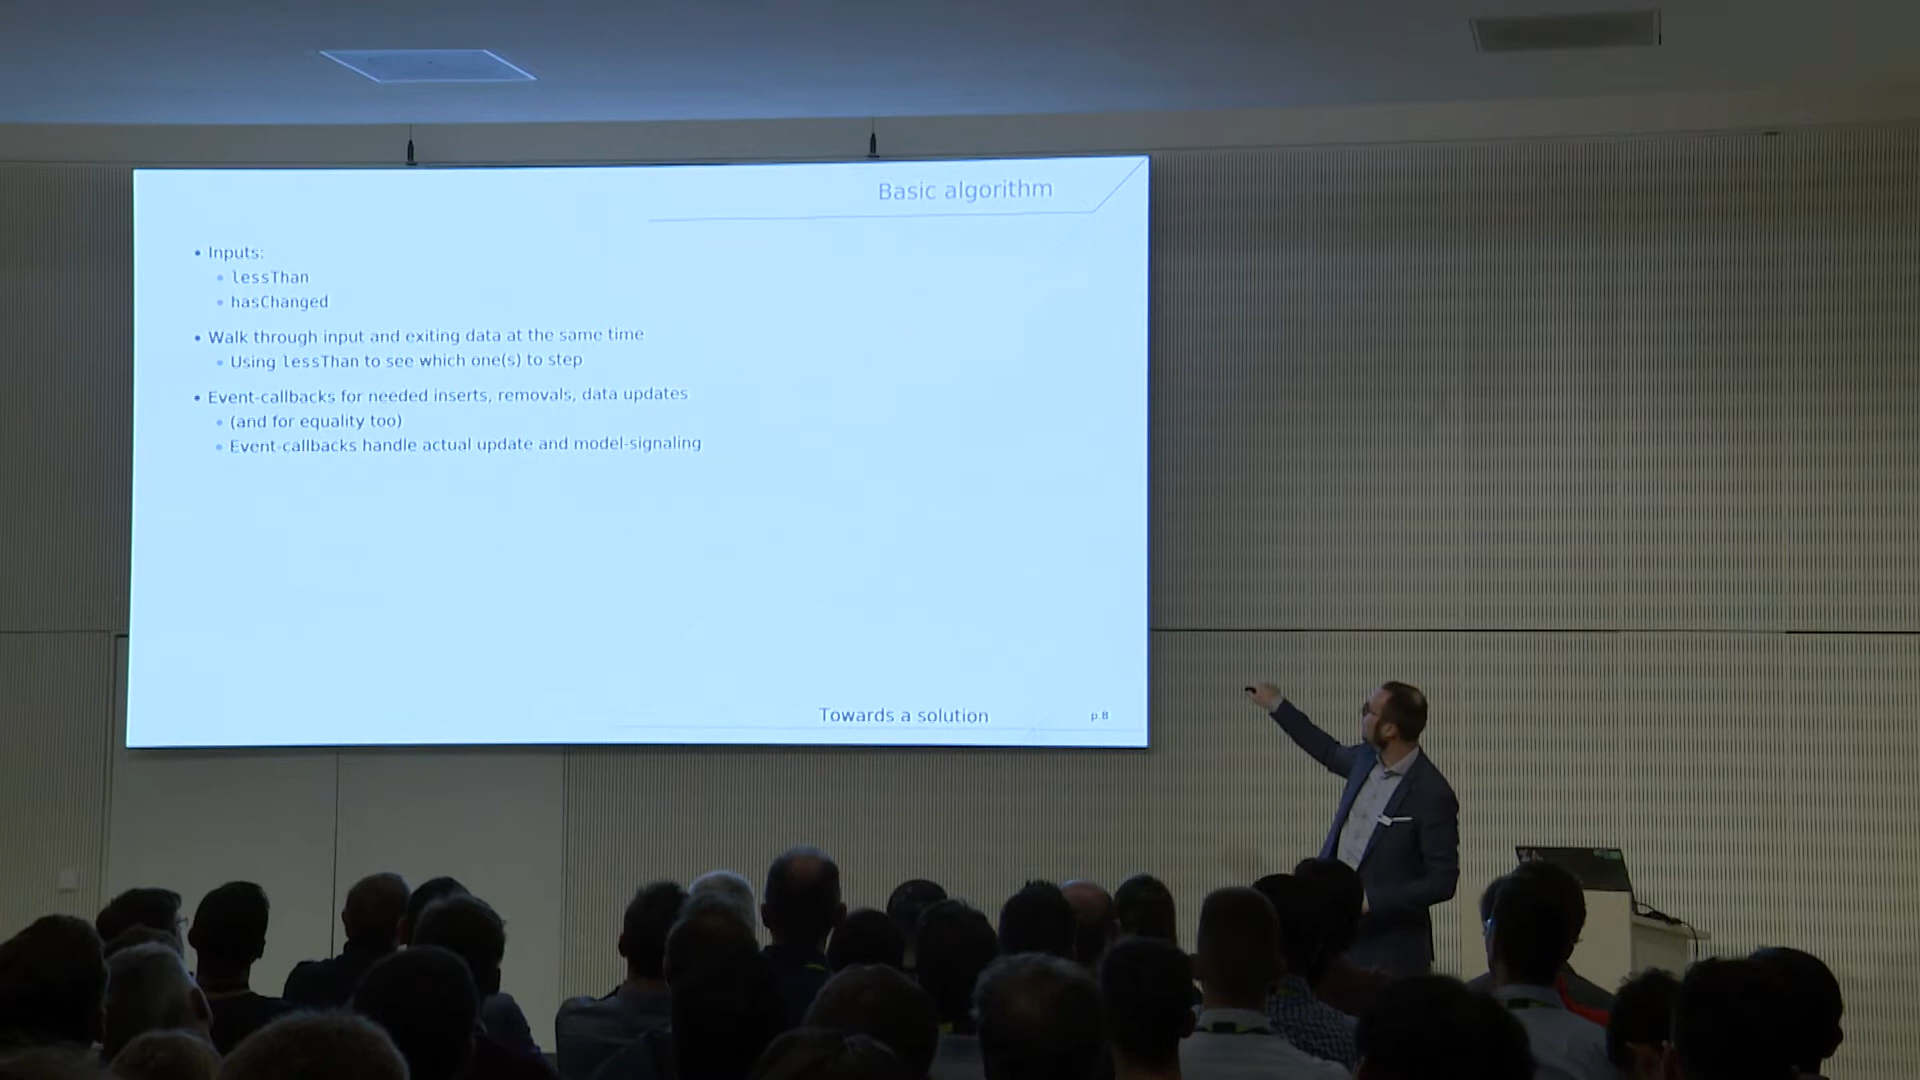 Basic algorithm
• Inputs:
• lessThan
• hasChanged
• Walk through input and exiting data at the same time
• Using lessThan to see which one(s) to step
• Event-callbacks for needed inserts, removals, data updates
• (and for equality too)
• Event-callbacks handle actual update and model-signaling
Towards a solution
p.8